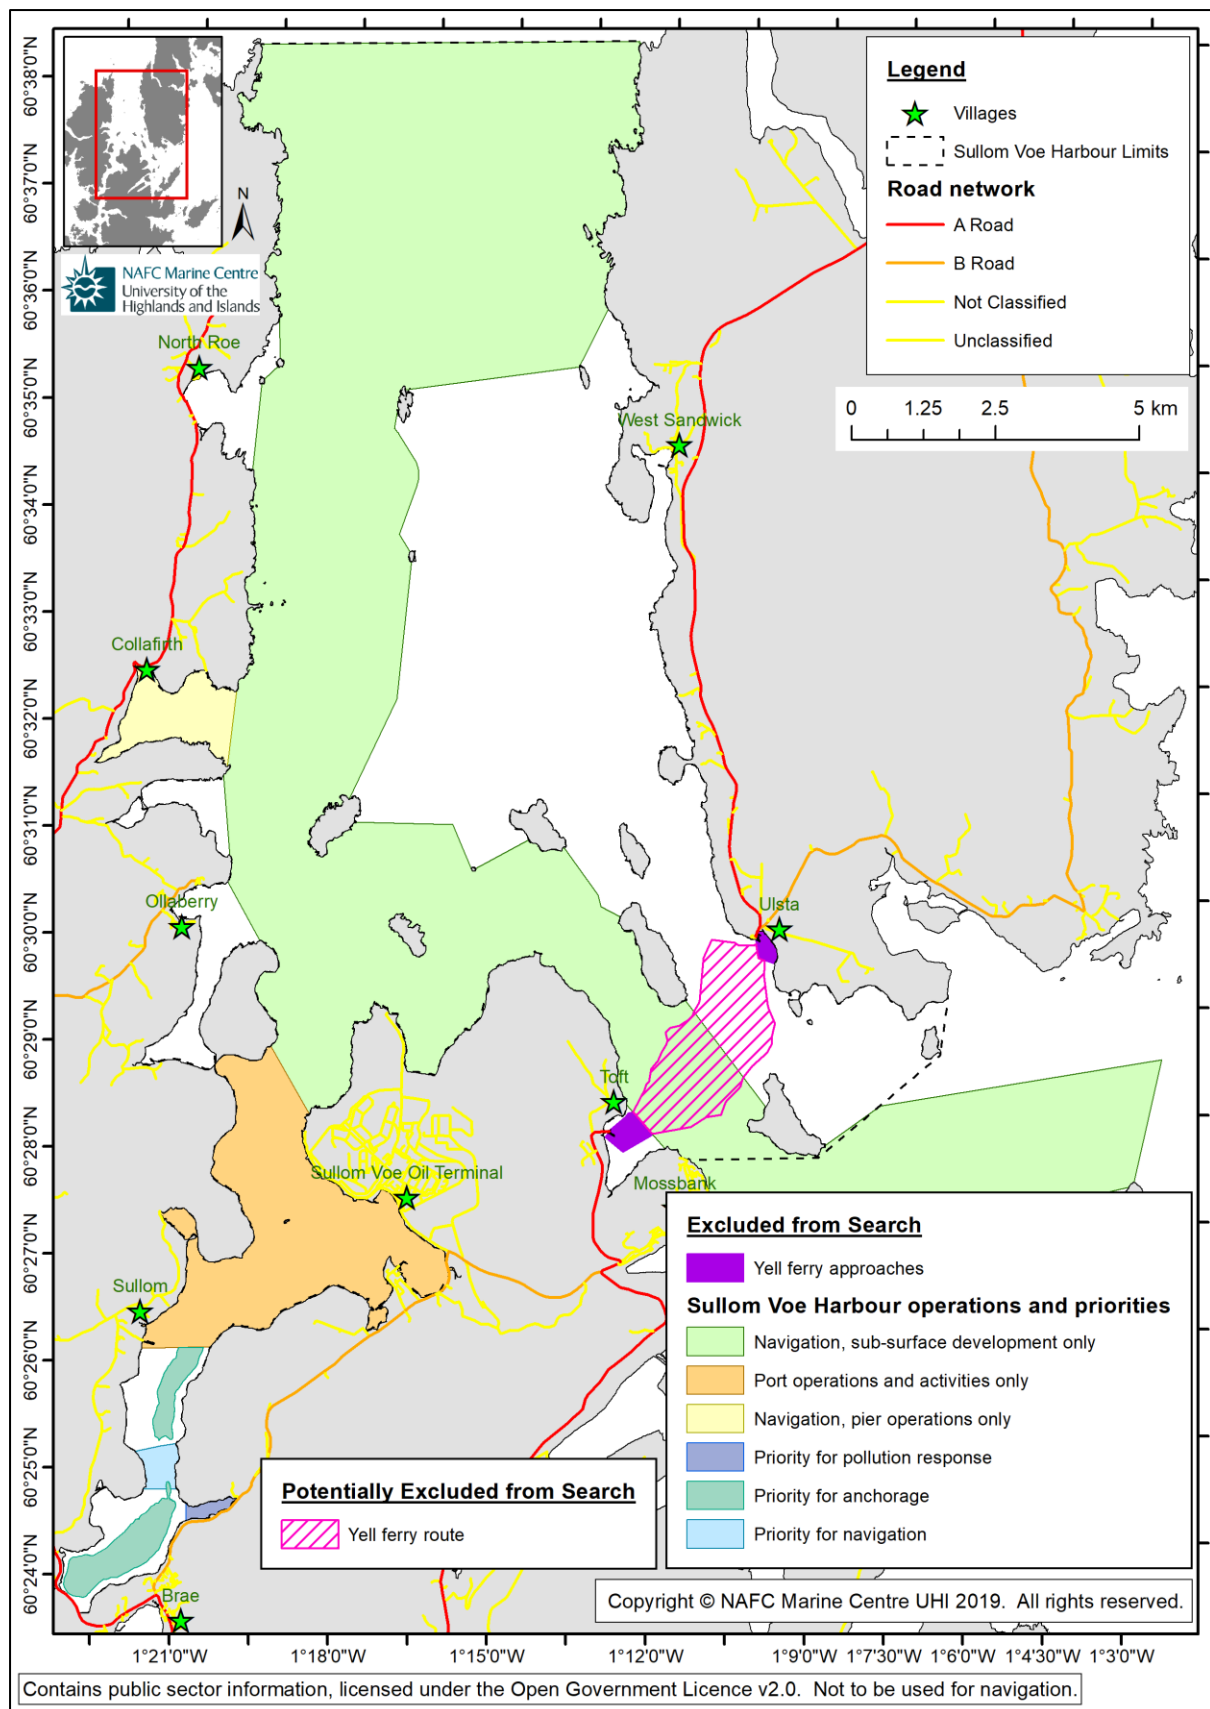 Legend
Villages
Sullom Voe Harbour Limits
Road network
A Road
B Road
Not Classified
Unclassified
0 1.25 2.5 5 km
N
NAFC Marine Centre
University of the
Highlands and Islands
60°38'0"N
60°37'0"N
60°36'0"N
60°35'0"N
60°34'0"N
60°33'0"N
60°32'0"N
60°31'0"N
60°30'0"N
60°29'0"N
60°28'0"N
60°27'0"N
60°26'0"N
60°25'0"N
60°24'0"N
North Roe
West Sandwick
Collafirth
Ollaberry
Ulsta
Toft
Sullom Voe Oil Terminal
Mossbank
Sullom
Brae
Excluded from Search
Yell ferry approaches
Sullom Voe Harbour operations and priorities
Navigation, sub-surface development only
Port operations and activities only
Navigation, pier operations only
Priority for pollution response
Priority for anchorage
Priority for navigation
Potentially Excluded from Search
Yell ferry route
Copyright © NAFC Marine Centre UHI 2019. All rights reserved.
1°21'0"W 1°18'0"W 1°15'0"W 1°12'0"W 1°9'0"W 1°7'30"W 1°6'0"W 1°4'30"W 1°3'0"W
Contains public sector information, licensed under the Open Government Licence v2.0. Not to be used for navigation.